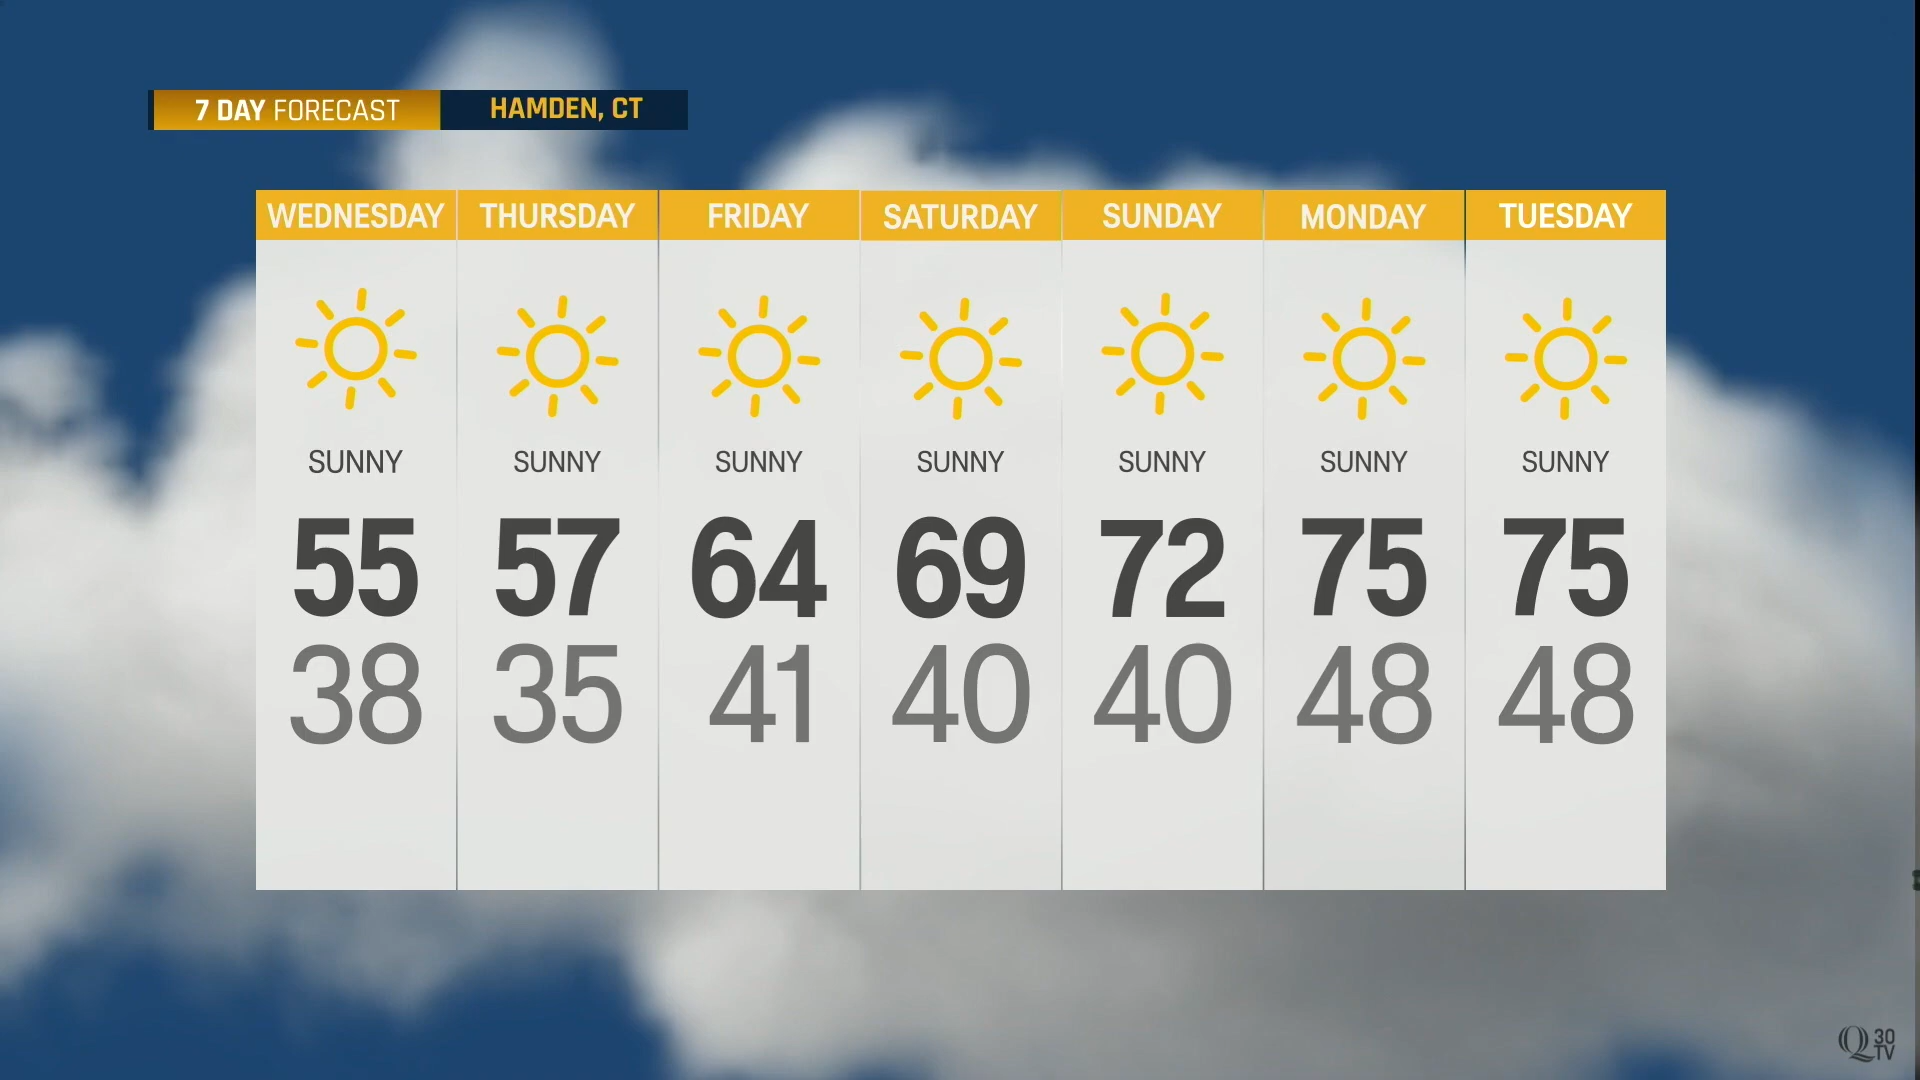 7 DAY FORECAST HAMDEN, CT
WEDNESDAY THURSDAY FRIDAY SATURDAY SUNDAY MONDAY TUESDAY
SUNNY SUNNY SUNNY SUNNY SUNNY SUNNY SUNNY
55 57 64 69 72 75 75
38 35 41 40 40 48 48
Q 30
TV